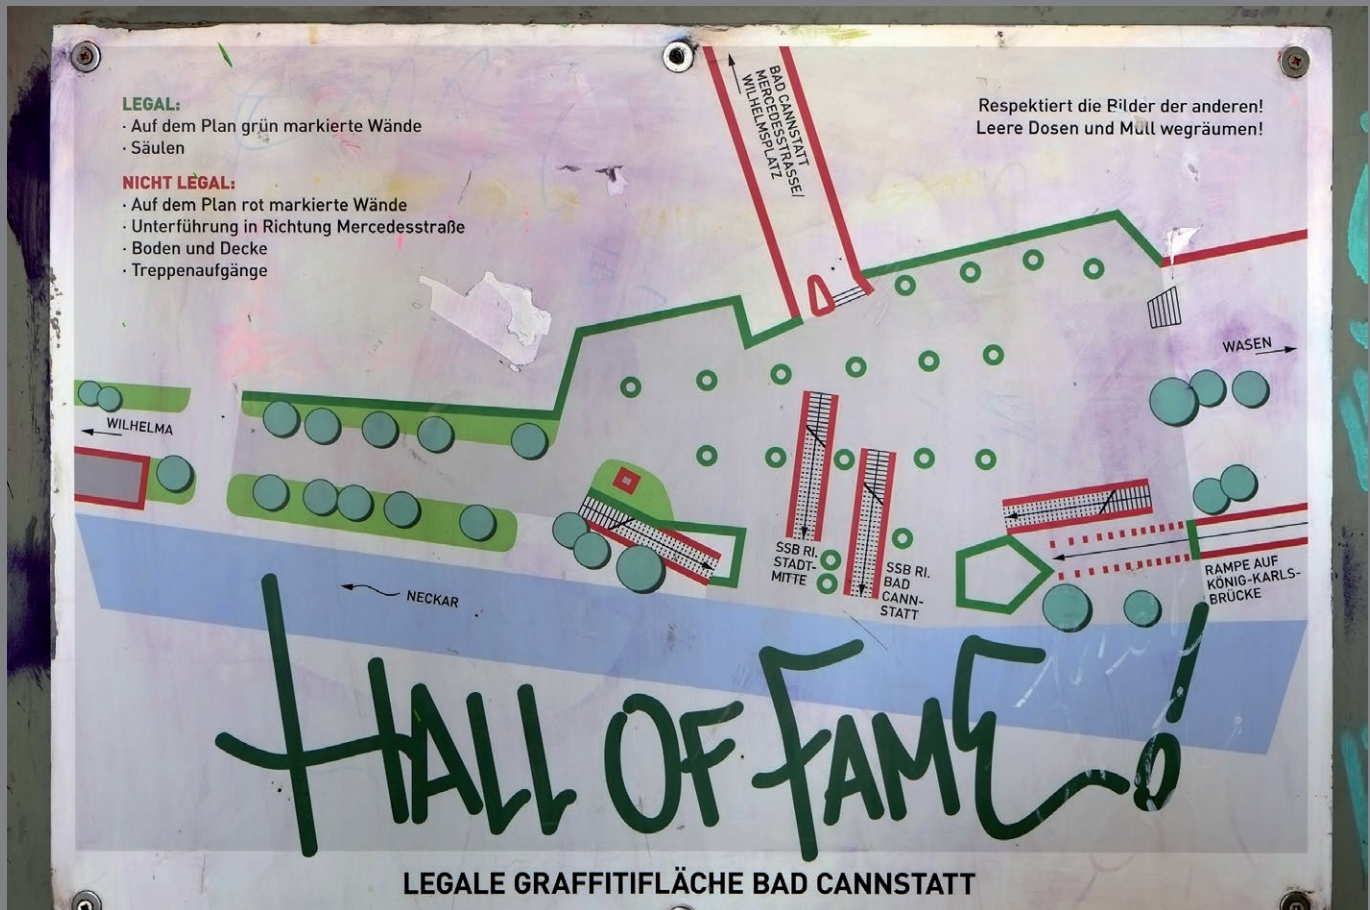 LEGAL:
· Auf dem Plan grün markierte Wände
· Säulen
NICHT LEGAL:
· Auf dem Plan rot markierte Wände
· Unterführung in Richtung Mercedesstraße
· Boden und Decke
· Treppenaufgänge
BAD CANNSTATT
MERCEDESSTRASSE/
WILHELMSPLATZ
Respektiert die Bilder der anderen!
Leere Dosen und Müll wegräumen!
WASEN
WILHELMA
SSB RI.
STADT-
MITTE
SSB RI.
BAD
CANN-
STATT
RAMPE AUF
KÖNIG-KARLS-
BRÜCKE
NECKAR
HALL OF FAME!
LEGALE GRAFFITIFLÄCHE BAD CANNSTATT